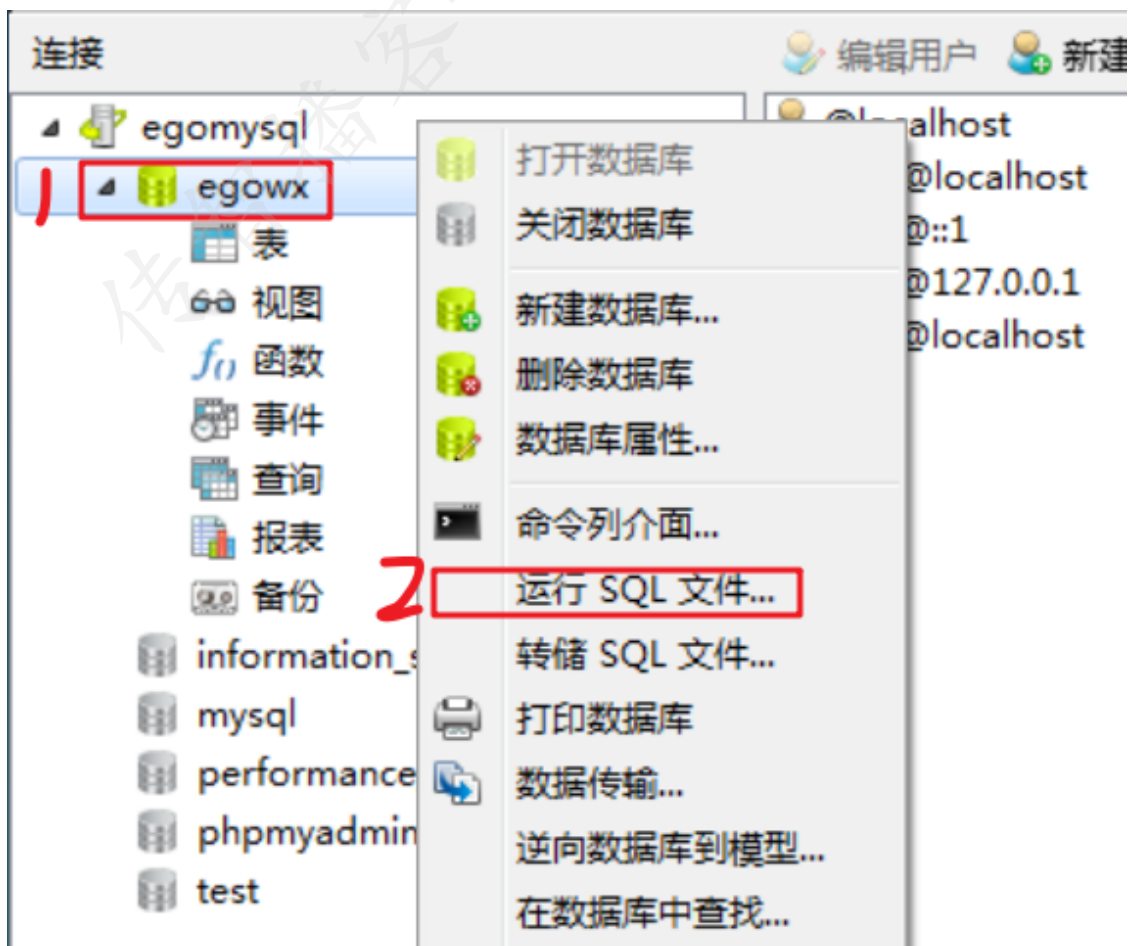 连接
编辑用户 新建
egomysql
1 egowx
表
视图
函数
事件
查询
报表
备份
information_s
mysql
performance
phpmyadmin
test
打开数据库
关闭数据库
新建数据库...
删除数据库
数据库属性...
命令列介面...
2 运行 SQL 文件...
转储 SQL 文件...
打印数据库
数据传输...
逆向数据库到模型...
在数据库中查找...
@localhost
@localhost
@::1
@127.0.0.1
@localhost
传智播客